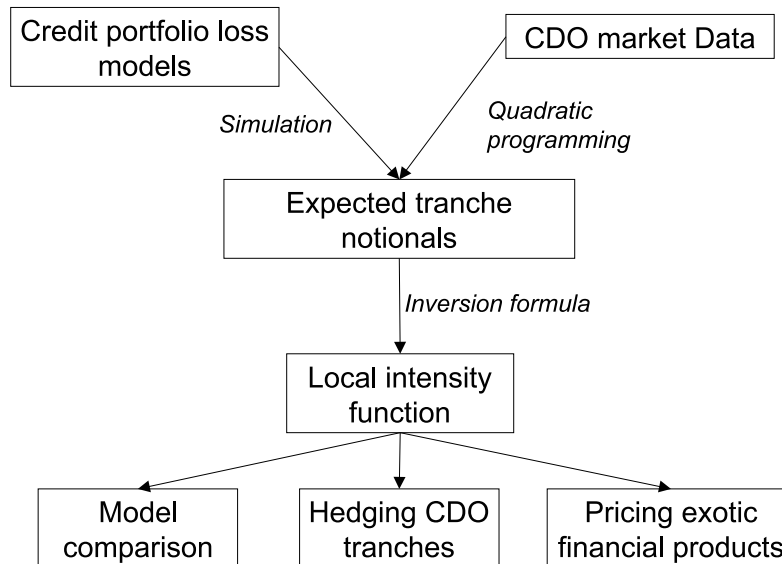 Credit portfolio loss
models
CDO market Data
Simulation
Quadratic
programming
Expected tranche
notionals
Inversion formula
Local intensity
function
Model
comparison
Hedging CDO
tranches
Pricing exotic
financial products